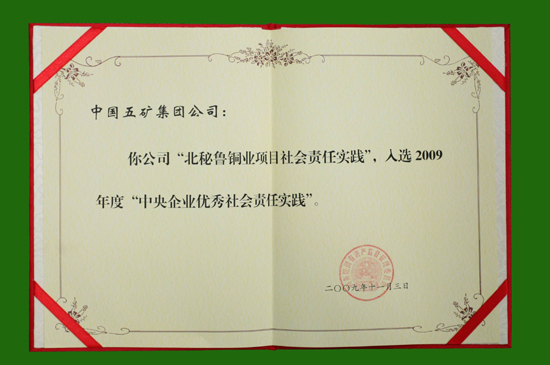 中国五矿集团公司：
你公司“北秘鲁铜业项目社会责任实践”，入选2009
年度“中央企业优秀社会责任实践”。
二〇〇九年十一月三日